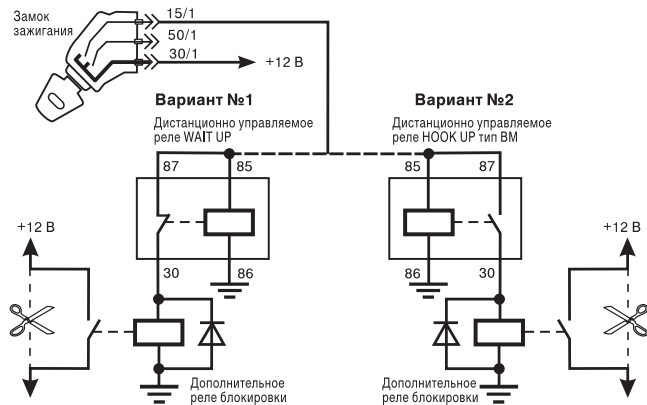 Замок
зажигания
15/1
50/1
30/1
+12 В
Вариант №1
Дистанционно управляемое
реле WAIT UP
Вариант №2
Дистанционно управляемое
реле HOOK UP тип ВМ
87
85
85
87
+12 В
+12 В
30
86
86
30
Дополнительное
реле блокировки
Дополнительное
реле блокировки